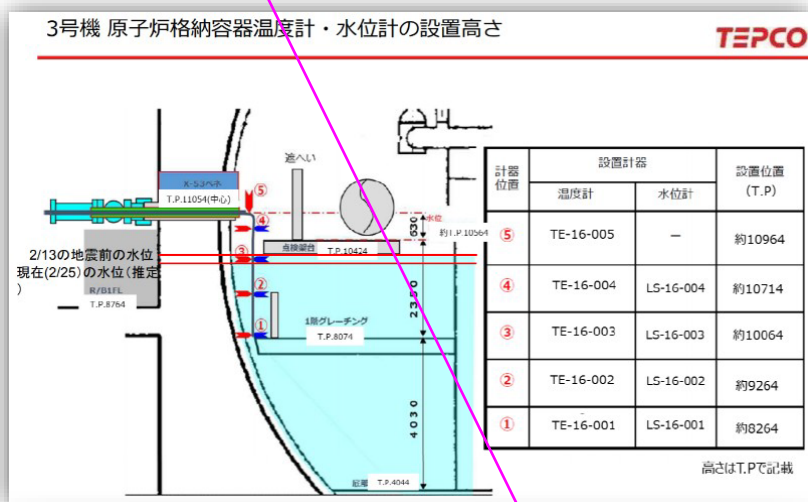 3号機 原子炉格納容器温度計・水位計の設置高さ
TEPCO
X-53ペネ
T.P.11054(中心)
遮へい
⑤
④
630
水位
約T.P.10564
点検架台
T.P.10424
③
2/13の地震前の水位
現在(2/25)の水位(推定
)
R/B1FL
T.P.8764
②
2350
①
1階グレーチング
T.P.8074
4030
T.P.4044
計器位置 設置計器 設置位置(T.P)
温度計 水位計
⑤ TE-16-005 － 約10964
④ TE-16-004 LS-16-004 約10714
③ TE-16-003 LS-16-003 約10064
② TE-16-002 LS-16-002 約9264
① TE-16-001 LS-16-001 約8264
高さはT.Pで記載